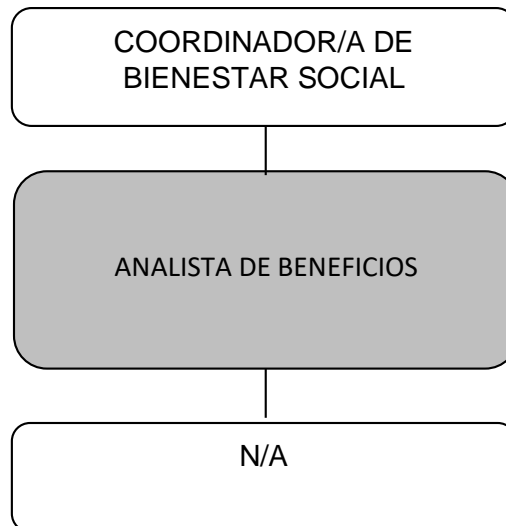 COORDINADOR/A DE
BIENESTAR SOCIAL
ANALISTA DE BENEFICIOS
N/A